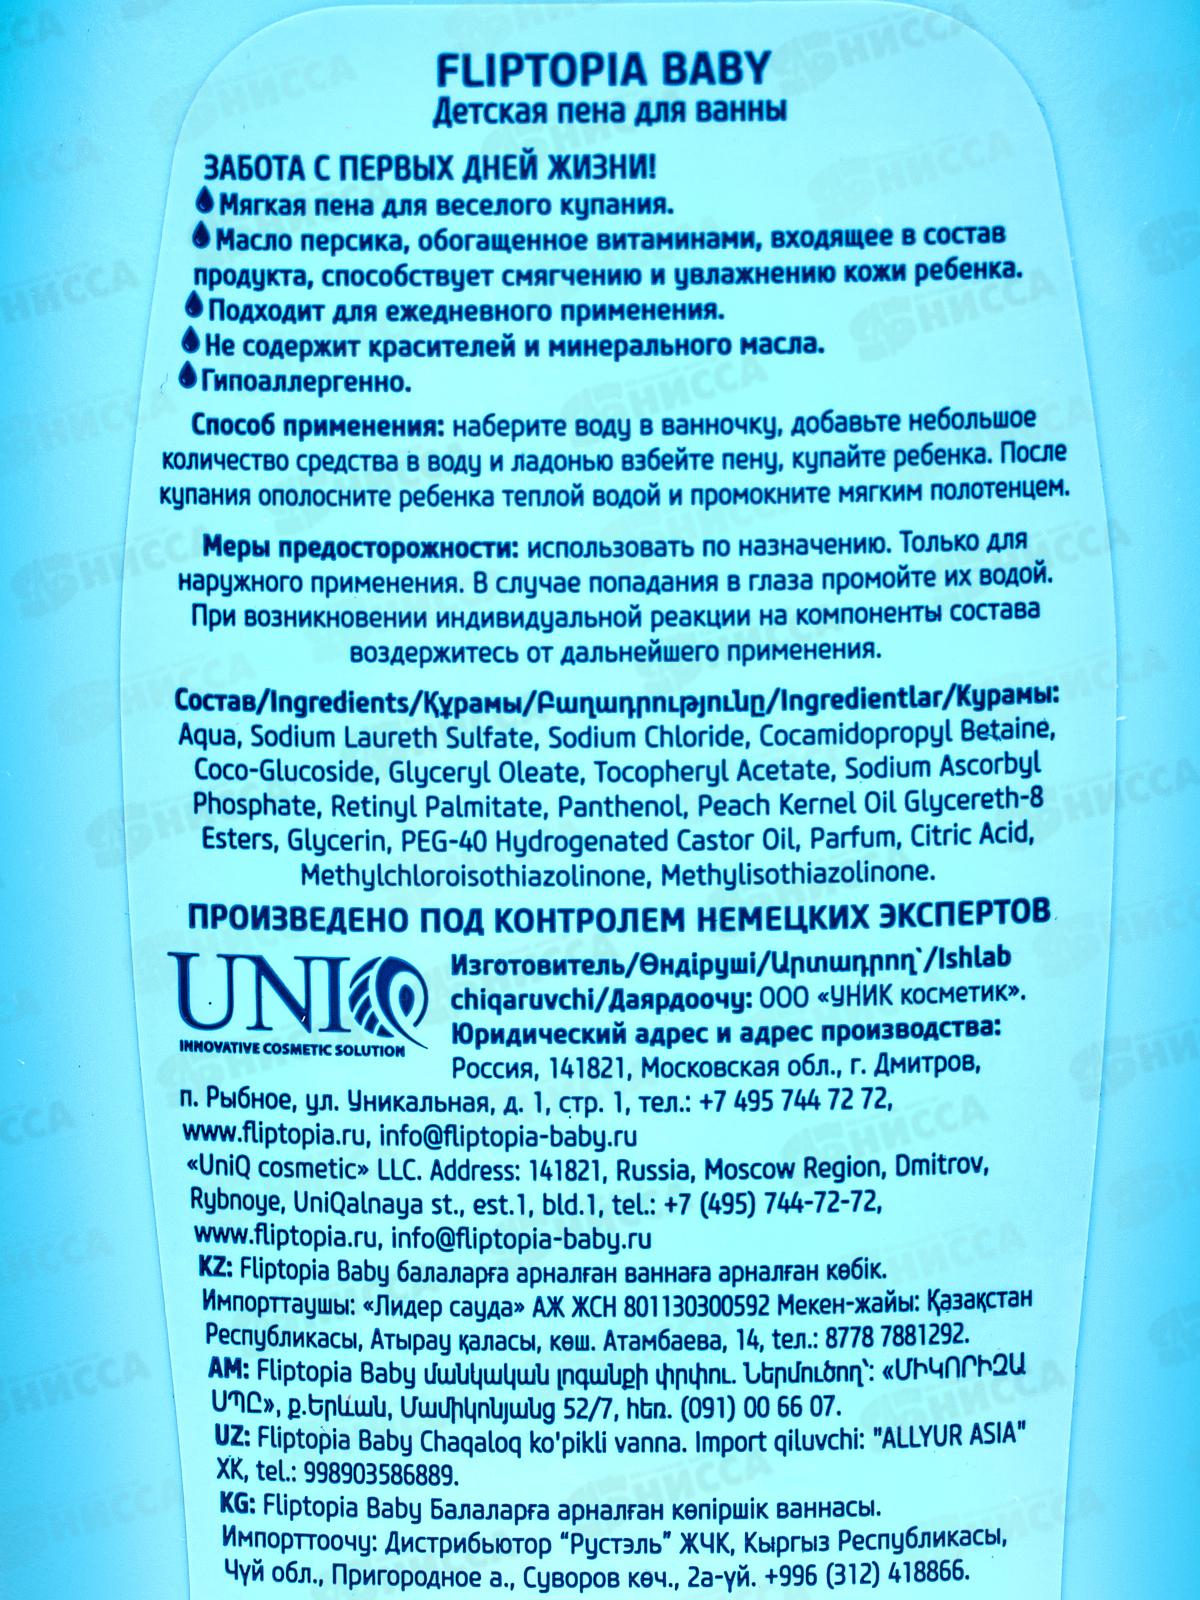 FLIPTOPIA BABY
Детская пена для ванны
ЗАБОТА С ПЕРВЫХ ДНЕЙ ЖИЗНИ!
Мягкая пена для веселого купания.
Масло персика, обогащенное витаминами, входящее в состав
продукта, способствует смягчению и увлажнению кожи ребенка.
Подходит для ежедневного применения.
Не содержит красителей и минерального масла.
Гипоаллергенно.
Способ применения: наберите воду в ванночку, добавьте небольшое
количество средства в воду и ладонью взбейте пену, купайте ребенка. После
купания ополосните ребенка теплой водой и промокните мягким полотенцем.
Меры предосторожности: использовать по назначению. Только для
наружного применения. В случае попадания в глаза промойте их водой.
При возникновении индивидуальной реакции на компоненты состава
воздержитесь от дальнейшего применения.
Состав/Ingredients/Құрамы/Բաղադրությունը/Ingredientlar/Курамы:
Aqua, Sodium Laureth Sulfate, Sodium Chloride, Cocamidopropyl Betaine,
Coco-Glucoside, Glyceryl Oleate, Tocopheryl Acetate, Sodium Ascorbyl
Phosphate, Retinyl Palmitate, Panthenol, Peach Kernel Oil Glycereth-8
Esters, Glycerin, PEG-40 Hydrogenated Castor Oil, Parfum, Citric Acid,
Methylchloroisothiazolinone, Methylisothiazolinone.
ПРОИЗВЕДЕНО ПОД КОНТРОЛЕМ НЕМЕЦКИХ ЭКСПЕРТОВ
UNIQ
INNOVATIVE COSMETIC SOLUTION
Изготовитель/Өндіруші/Արտադրող՝/Ishlab
chiqaruvchi/Даярдоочу: ООО «УНИК косметик».
Юридический адрес и адрес производства:
Россия, 141821, Московская обл., г. Дмитров,
п. Рыбное, ул. Уникальная, д. 1, стр. 1, тел.: +7 495 744 72 72,
www.fliptopia.ru, info@fliptopia-baby.ru
«UniQ cosmetic» LLC. Address: 141821, Russia, Moscow Region, Dmitrov,
Rybnoye, UniQalnaya st., est.1, bld.1, tel.: +7 (495) 744-72-72,
www.fliptopia.ru, info@fliptopia-baby.ru
KZ: Fliptopia Baby балаларға арналған ваннаға арналған көбік.
Импорттаушы: «Лидер сауда» АЖ ЖСН 801130300592 Мекен-жайы: Қазақстан
Республикасы, Атырау қаласы, көш. Атамбаева, 14, тел.: 8778 7881292.
AM: Fliptopia Baby մանկական լոգանքի փրփու. Ներմուծող՝: «ՄԻԿՈՐԻԶԱ
ՍՊԸ», ք.Երևան, Մամիկոնյանց 52/7, հեռ. (091) 00 66 07.
UZ: Fliptopia Baby Chaqaloq ko'pikli vanna. Import qiluvchi: "ALLYUR ASIA"
XK, tel.: 998903586889.
KG: Fliptopia Baby Балаларға арналған көпіршік ваннасы.
Импорттоочу: Дистрибьютор “Рустэль” ЖЧК, Кыргыз Республикасы,
Чүй обл., Пригородное а., Суворов көч., 2а-үй. +996 (312) 418866.